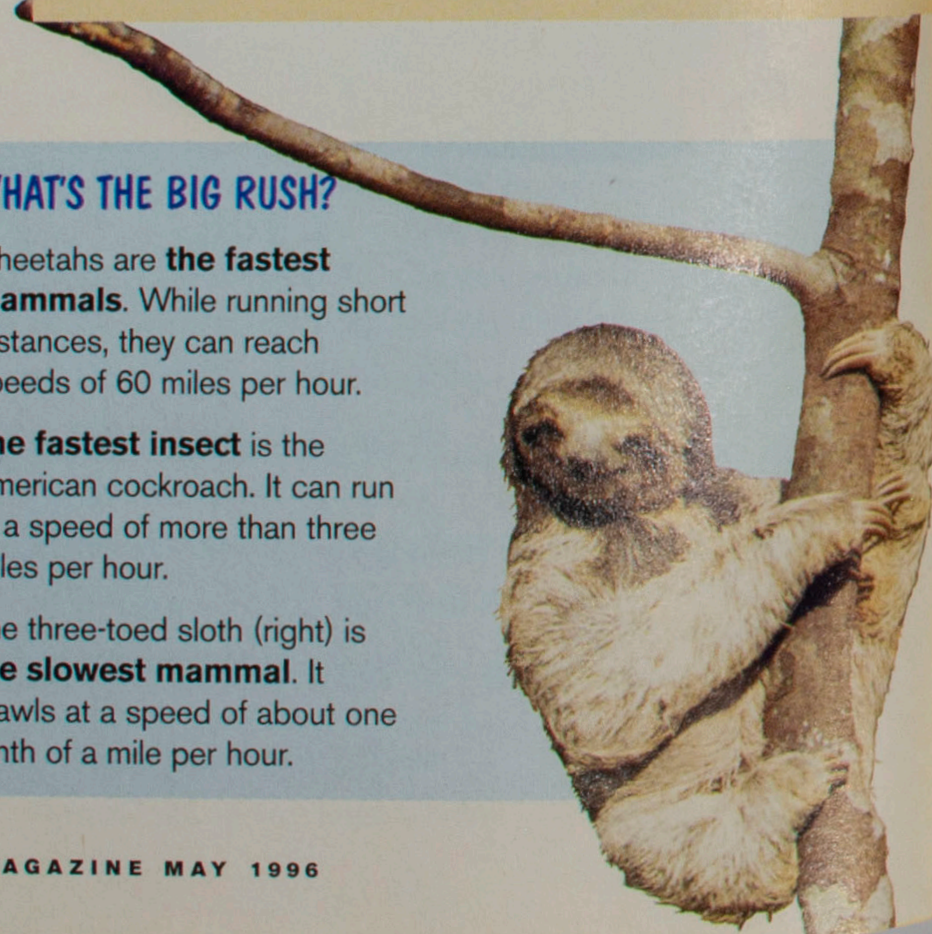 HAT'S THE BIG RUSH?
heetahs are the fastest
ammals. While running short
stances, they can reach
peeds of 60 miles per hour.
he fastest insect is the
merican cockroach. It can run
a speed of more than three
les per hour.
e three-toed sloth (right) is
e slowest mammal. It
awls at a speed of about one
nth of a mile per hour.
AGAZINE MAY 1996